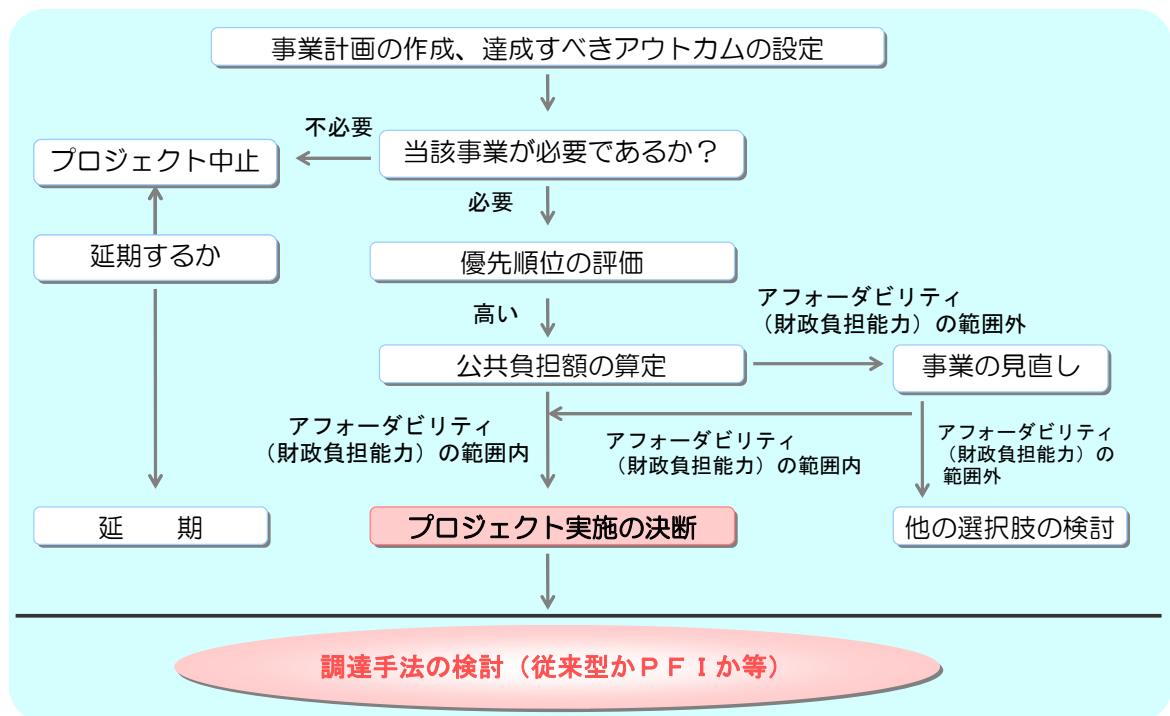 事業計画の作成、達成すべきアウトカムの設定
不必要
当該事業が必要であるか？
プロジェクト中止
必要
延期するか
優先順位の評価
高い
アフォーダビリティ
（財政負担能力）の範囲外
公共負担額の算定
事業の見直し
アフォーダビリティ
（財政負担能力）の範囲内
アフォーダビリティ
（財政負担能力）の範囲内
アフォーダビリティ
（財政負担能力）の
範囲外
延　　期
プロジェクト実施の決断
他の選択肢の検討
調達手法の検討（従来型かＰＦＩか等）